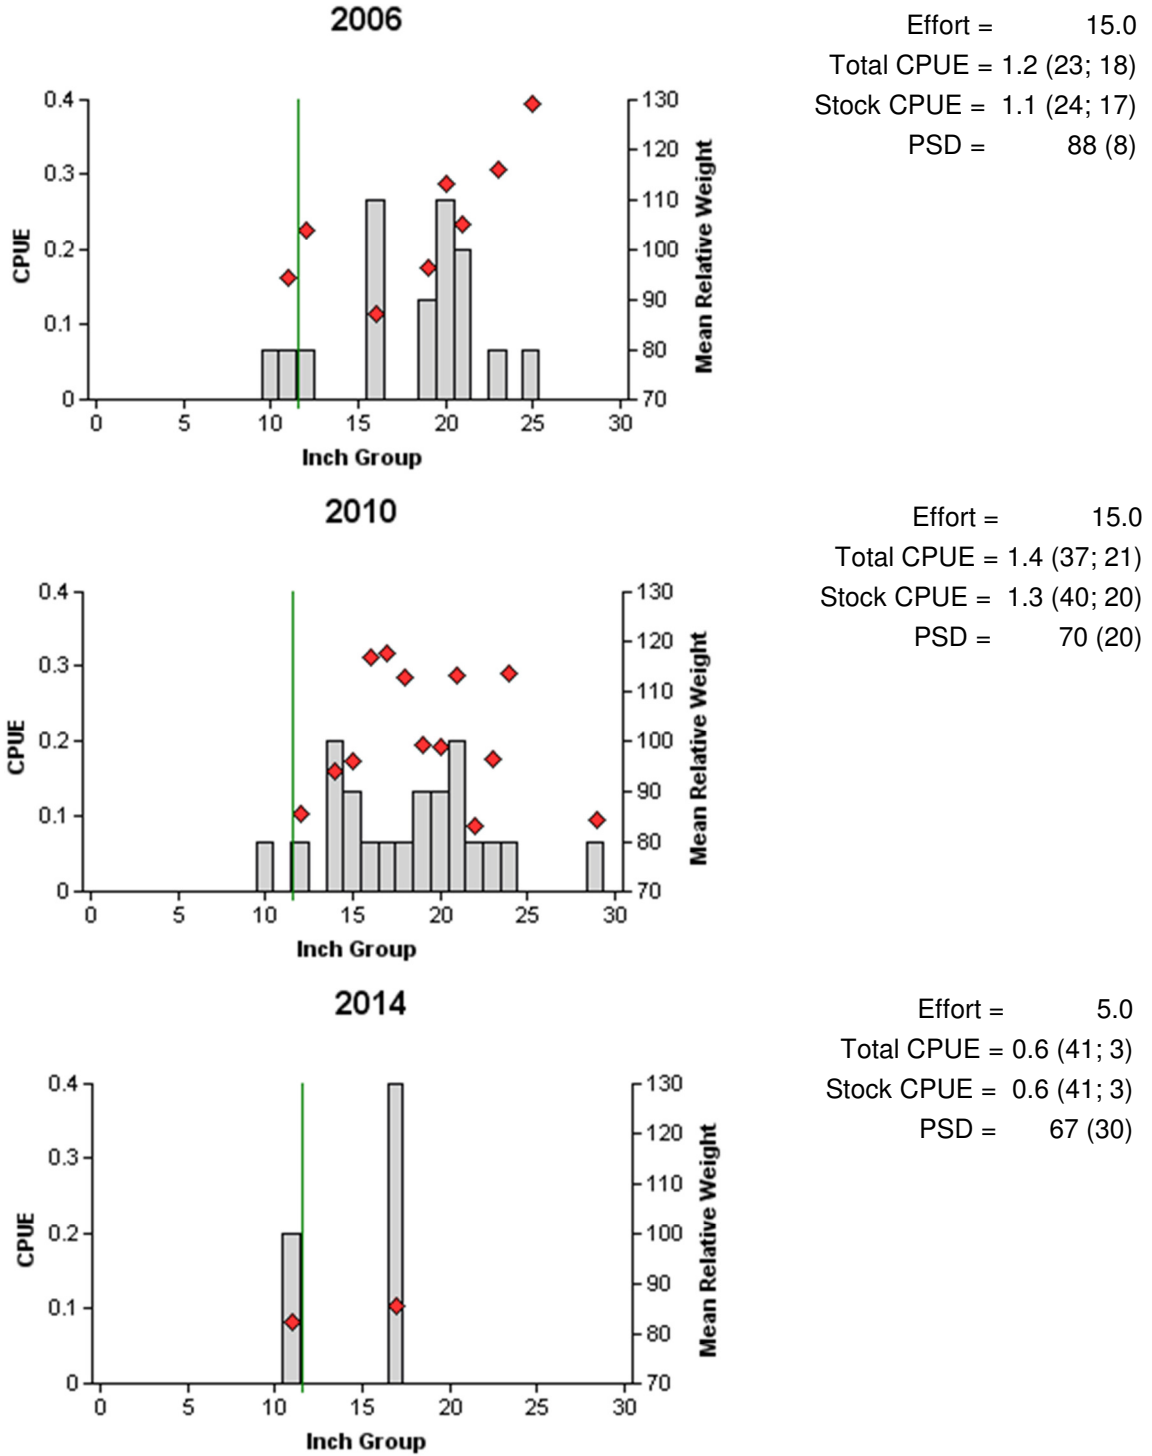 2006
Effort = 15.0
Total CPUE = 1.2 (23; 18)
Stock CPUE = 1.1 (24; 17)
PSD = 88 (8)
0.4
0.3
0.2
0.1
0
CPUE
130
120
110
100
90
80
70
Mean Relative Weight
0 5 10 15 20 25 30
Inch Group
2010
Effort = 15.0
Total CPUE = 1.4 (37; 21)
Stock CPUE = 1.3 (40; 20)
PSD = 70 (20)
0.4
0.3
0.2
0.1
0
CPUE
130
120
110
100
90
80
70
Mean Relative Weight
0 5 10 15 20 25 30
Inch Group
2014
Effort = 5.0
Total CPUE = 0.6 (41; 3)
Stock CPUE = 0.6 (41; 3)
PSD = 67 (30)
0.4
0.3
0.2
0.1
0
CPUE
130
120
110
100
90
80
70
Mean Relative Weight
0 5 10 15 20 25 30
Inch Group